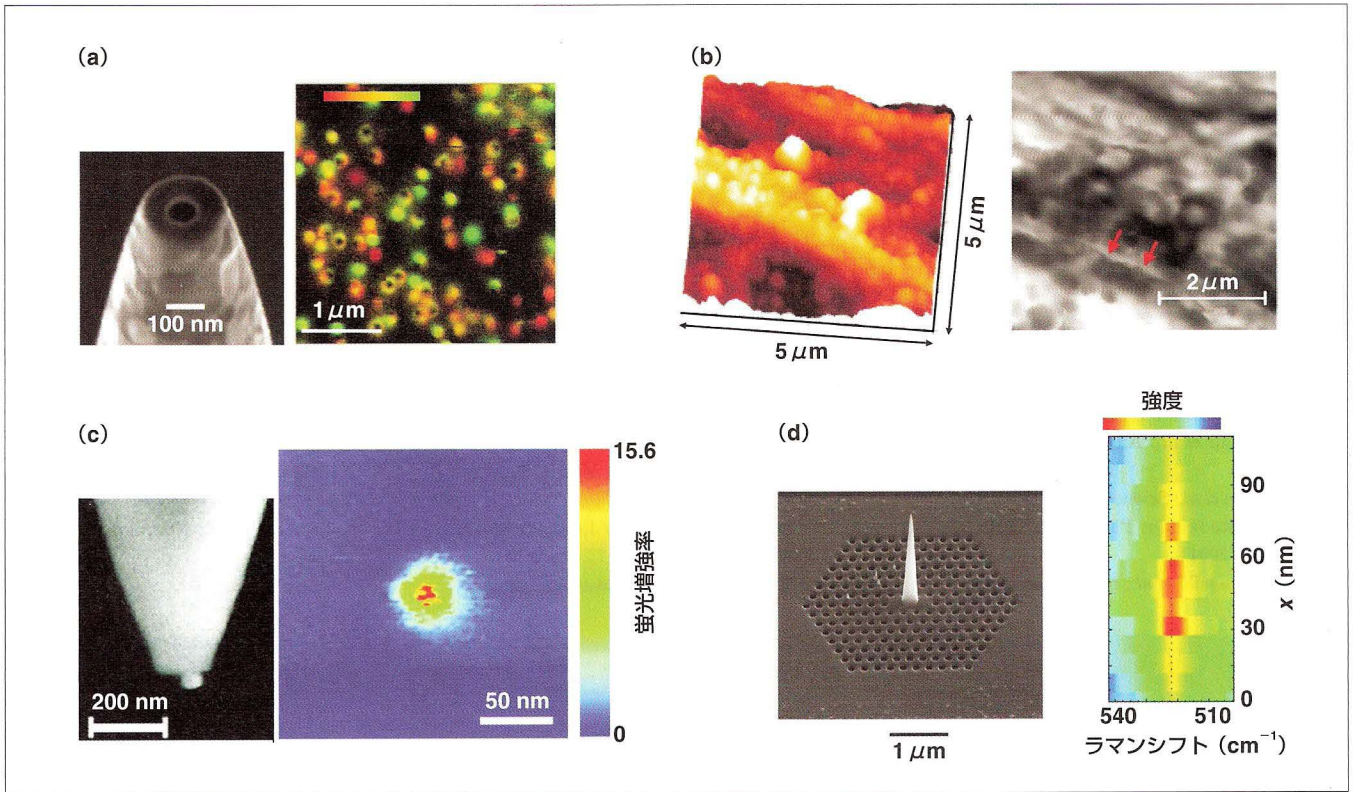 (a)
1 μm
100 nm
(b)
5 μm
5 μm
2 μm
(c)
15.6
蛍光増強率
0
200 nm
50 nm
(d)
1 μm
強度
90
60
30
0
x (nm)
540 510
ラマンシフト (cm⁻¹)